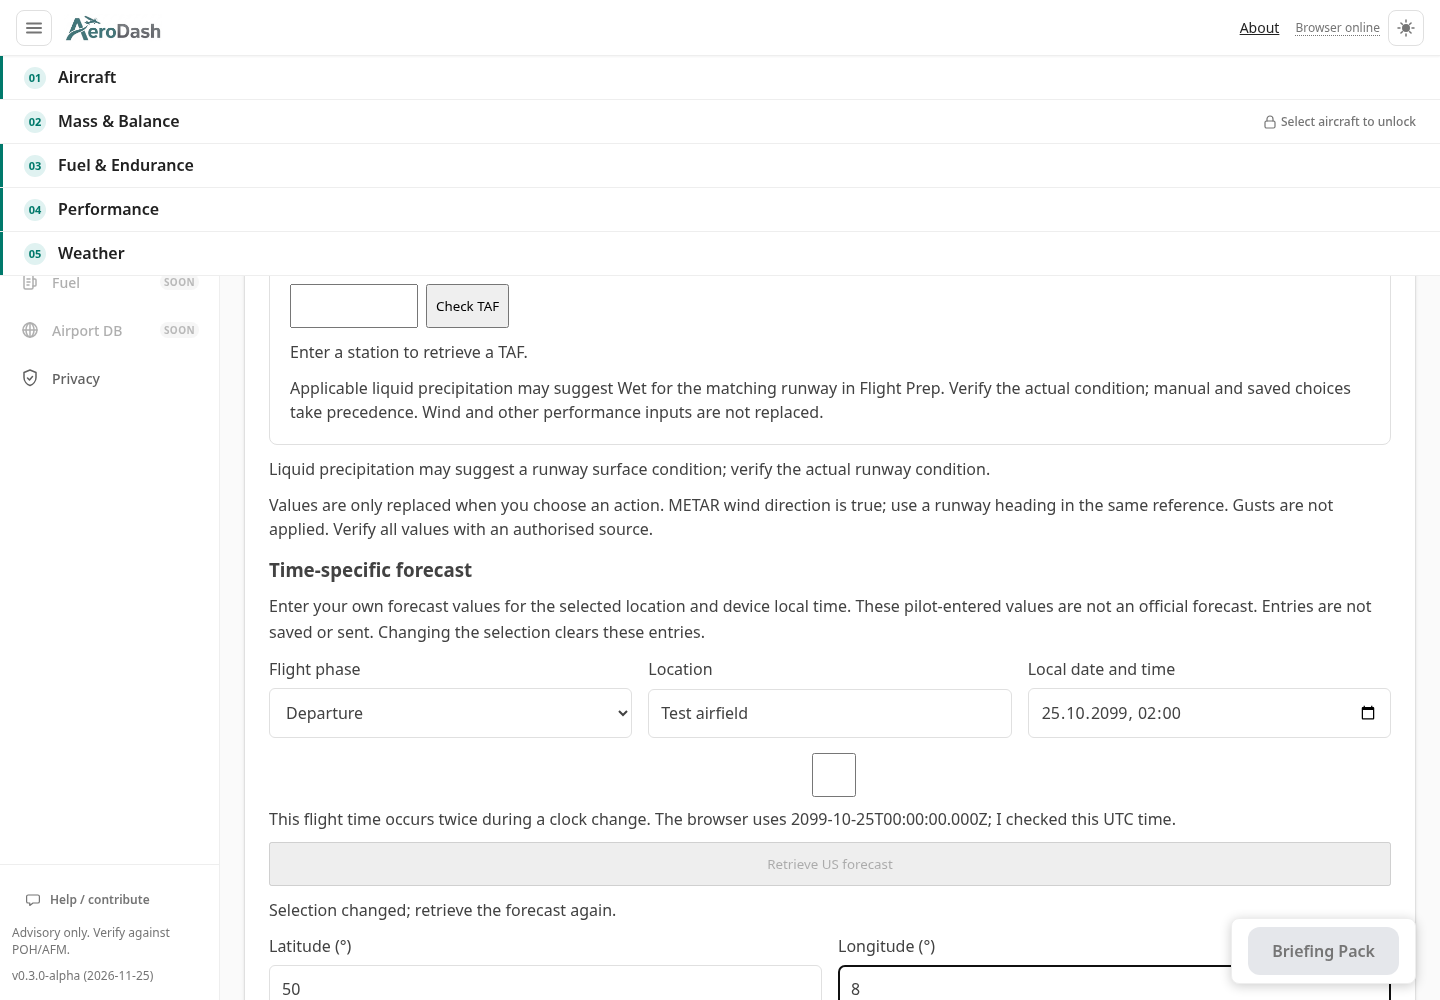 AeroDash
About
Browser online
01 Aircraft
02 Mass & Balance
Select aircraft to unlock
03 Fuel & Endurance
04 Performance
05 Weather
Fuel
SOON
Airport DB
SOON
Privacy
Check TAF
Enter a station to retrieve a TAF.
Applicable liquid precipitation may suggest Wet for the matching runway in Flight Prep. Verify the actual condition; manual and saved choices
take precedence. Wind and other performance inputs are not replaced.
Liquid precipitation may suggest a runway surface condition; verify the actual runway condition.
Values are only replaced when you choose an action. METAR wind direction is true; use a runway heading in the same reference. Gusts are not
applied. Verify all values with an authorised source.
Time-specific forecast
Enter your own forecast values for the selected location and device local time. These pilot-entered values are not an official forecast. Entries are not
saved or sent. Changing the selection clears these entries.
Flight phase
Location
Local date and time
Departure
Test airfield
25.10.2099, 02:00
This flight time occurs twice during a clock change. The browser uses 2099-10-25T00:00:00.000Z; I checked this UTC time.
Retrieve US forecast
Selection changed; retrieve the forecast again.
Latitude (°)
Longitude (°)
50
8
Briefing Pack
Help / contribute
Advisory only. Verify against
POH/AFM.
v0.3.0-alpha (2026-11-25)